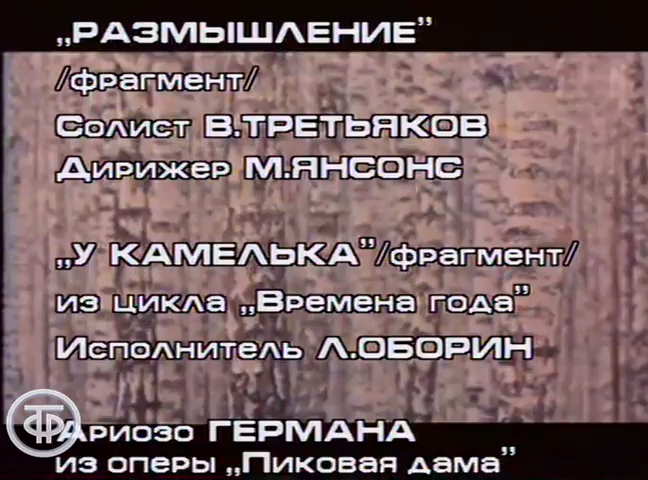 „РАЗМЫШЛЕНИЕ”
/фрагмент/
Солист В.ТРЕТЬЯКОВ
Дирижер М.ЯНСОНС
„У КАМЕЛЬКА”/фрагмент/
из цикла „Времена года”
Исполнитель Л.ОБОРИН
Ариозо ГЕРМАНА
из оперы „Пиковая дама”